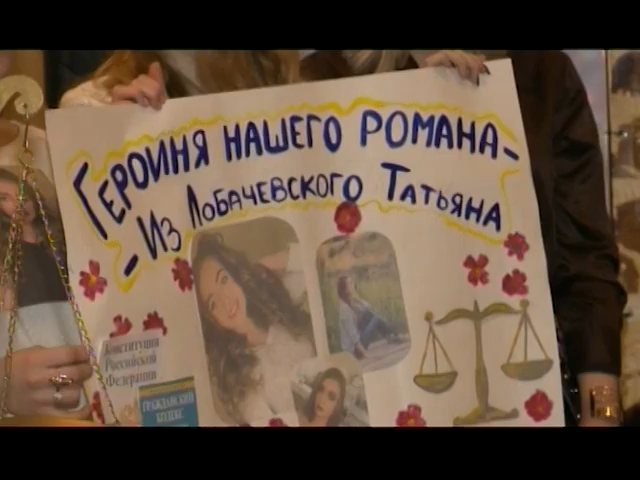 ГЕРОИНЯ НАШЕГО РОМАНА-
-ИЗ ЛОБАЧЕВСКОГО ТАТЬЯНА
Конституция
Российской
Федерации
ГРАЖДАНСКИЙ
КОДЕКС